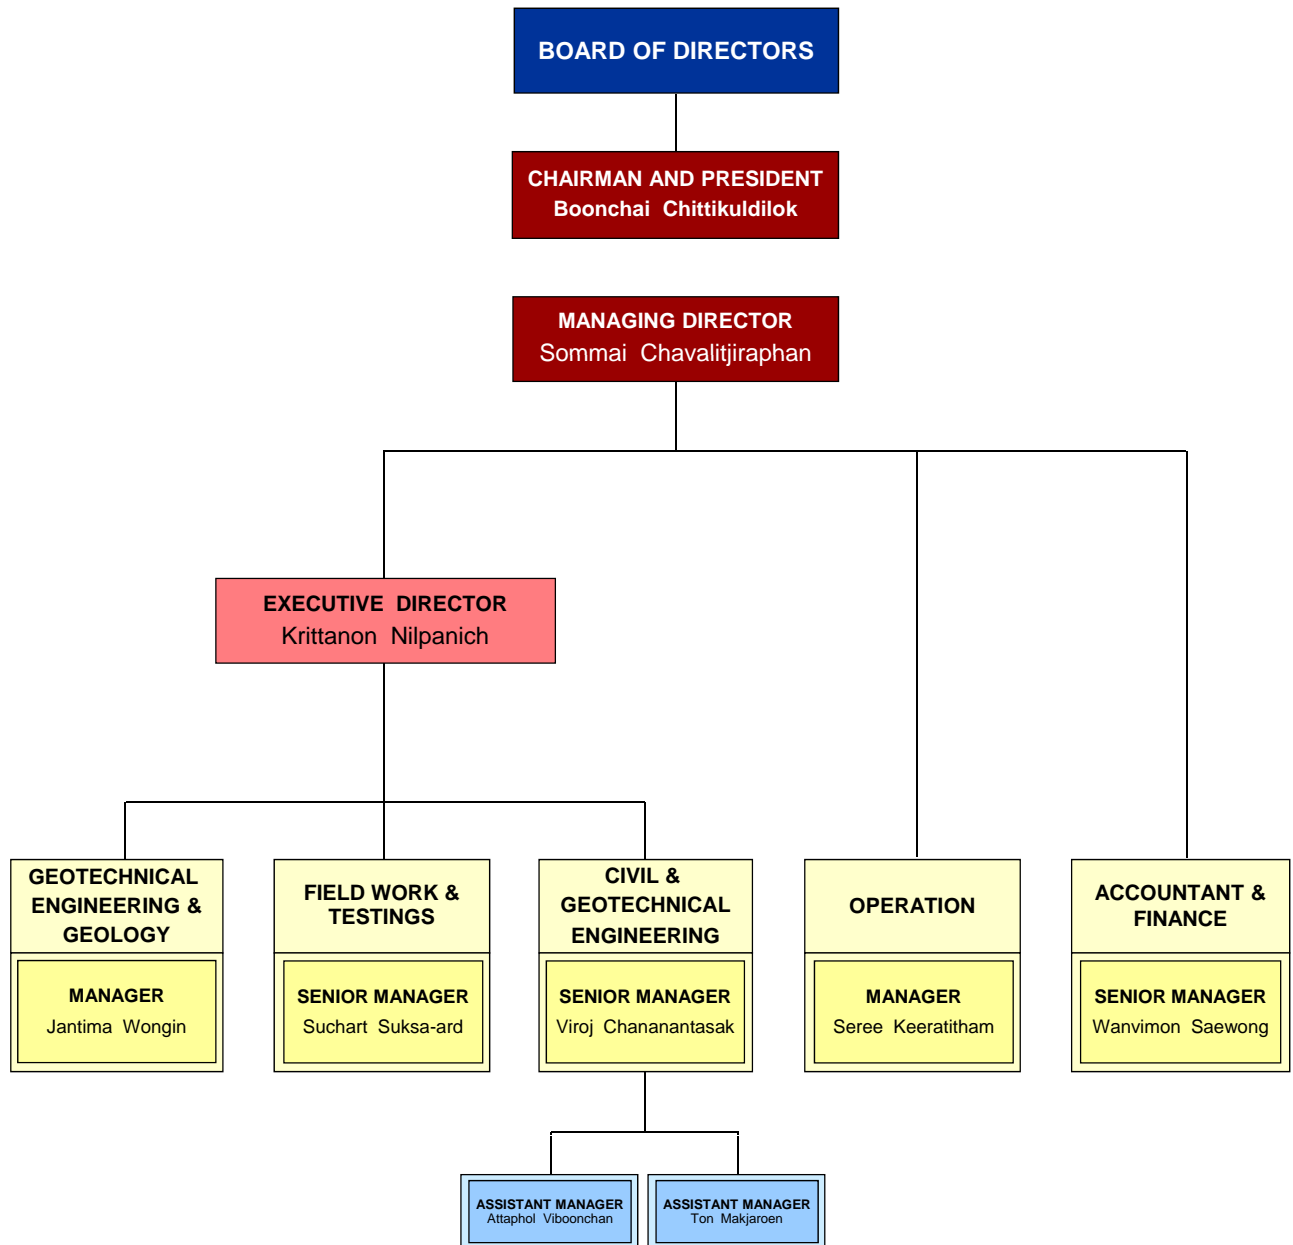 BOARD OF DIRECTORS
CHAIRMAN AND PRESIDENT
Boonchai Chittikuldilok
MANAGING DIRECTOR
Sommai Chavalitjiraphan
EXECUTIVE DIRECTOR
Krittanon Nilpanich
GEOTECHNICAL
ENGINEERING &
GEOLOGY
MANAGER
Jantima Wongin
FIELD WORK &
TESTINGS
SENIOR MANAGER
Suchart Suksa-ard
CIVIL &
GEOTECHNICAL
ENGINEERING
SENIOR MANAGER
Viroj Chananantasak
OPERATION
MANAGER
Seree Keeratitham
ACCOUNTANT &
FINANCE
SENIOR MANAGER
Wanvimon Saewong
ASSISTANT MANAGER
Attaphol Viboonchan
ASSISTANT MANAGER
Ton Makjaroen